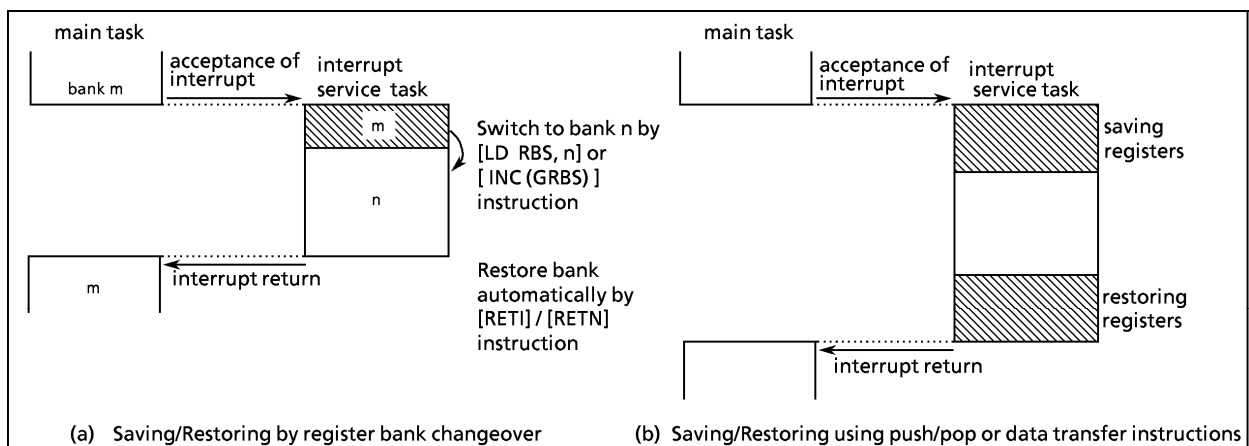 main task
acceptance of
interrupt
interrupt
service task
bank m
m
Switch to bank n by
[LD RBS, n] or
[ INC (GRBS) ]
instruction
n
interrupt return
m
Restore bank
automatically by
[RETI] / [RETN]
instruction
(a) Saving/Restoring by register bank changeover
main task
acceptance of
interrupt
interrupt
service task
saving
registers
restoring
registers
interrupt return
(b) Saving/Restoring using push/pop or data transfer instructions